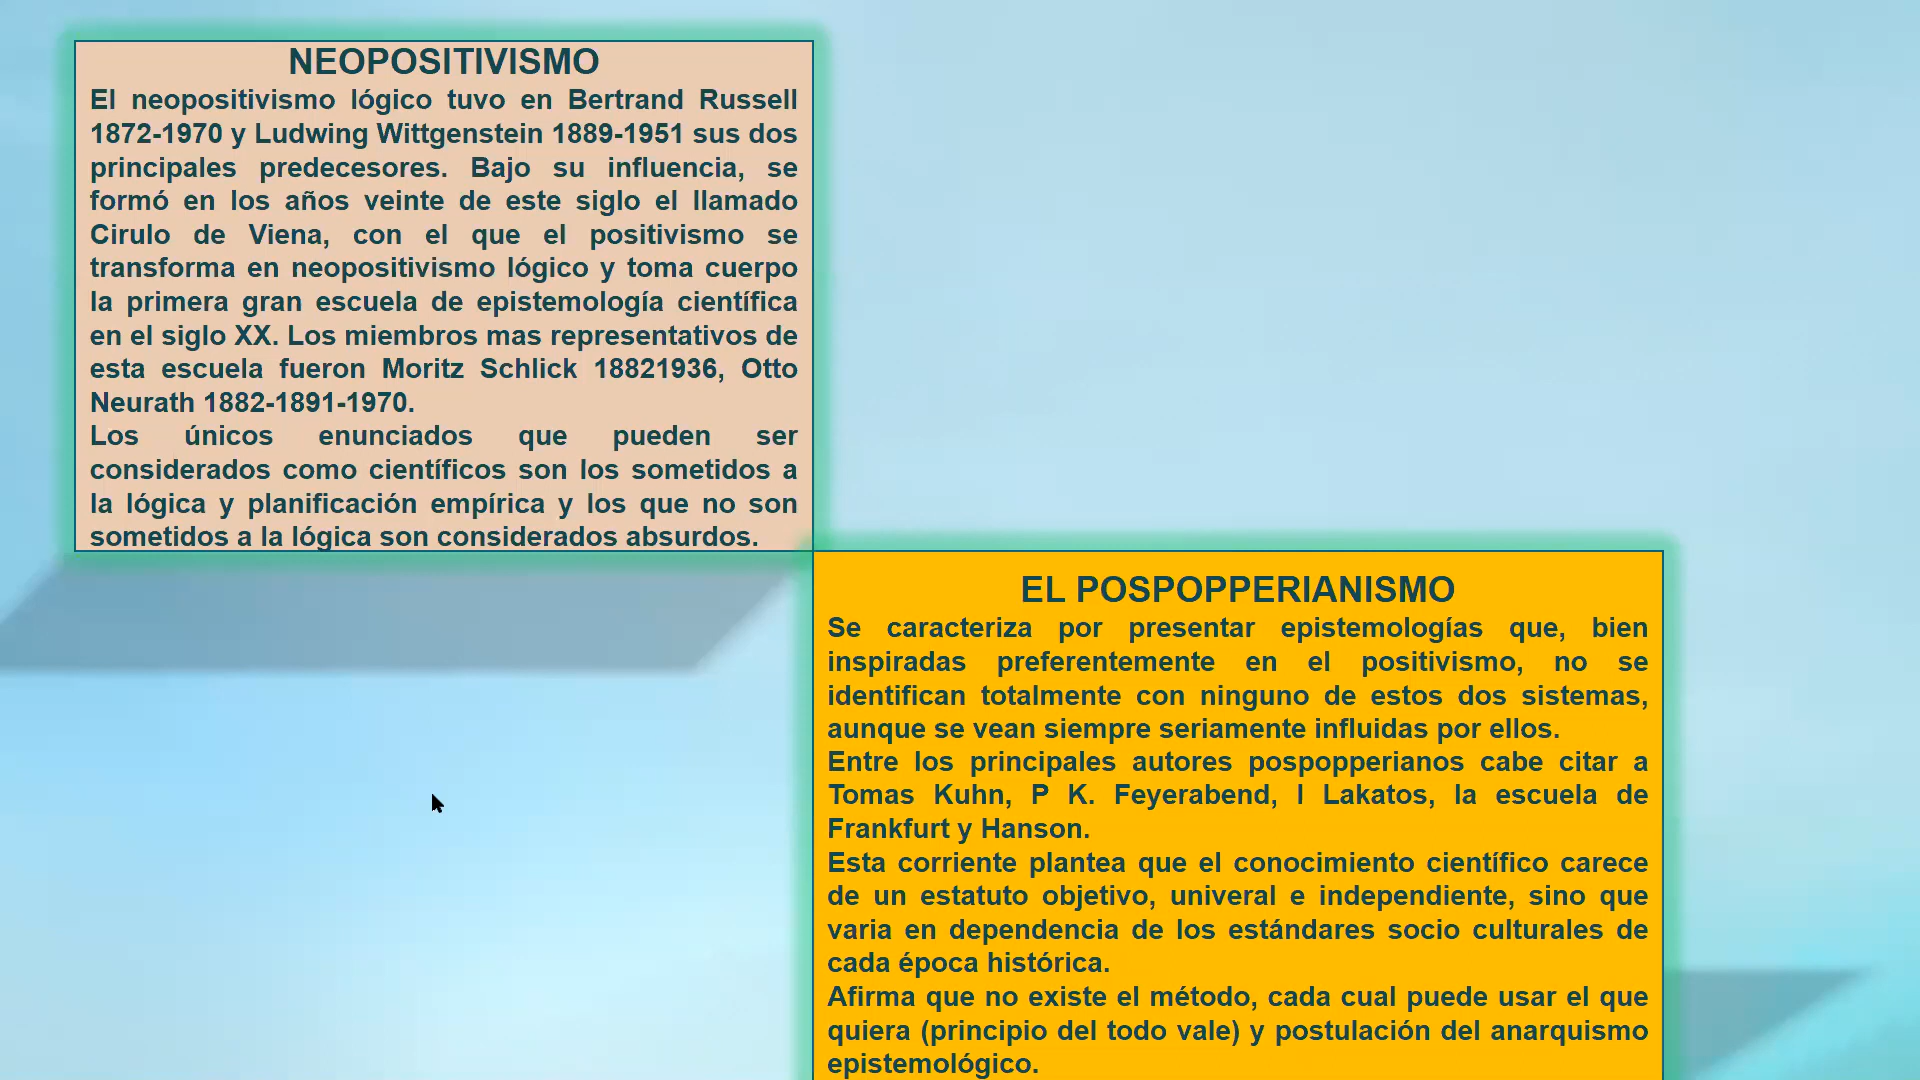 NEOPOSITIVISMO
El neopositivismo lógico tuvo en Bertrand Russell
1872-1970 y Ludwing Wittgenstein 1889-1951 sus dos
principales predecesores. Bajo su influencia, se
formó en los años veinte de este siglo el llamado
Cirulo de Viena, con el que el positivismo se
transforma en neopositivismo lógico y toma cuerpo
la primera gran escuela de epistemología científica
en el siglo XX. Los miembros mas representativos de
esta escuela fueron Moritz Schlick 18821936, Otto
Neurath 1882-1891-1970.
Los únicos enunciados que pueden ser
considerados como científicos son los sometidos a
la lógica y planificación empírica y los que no son
sometidos a la lógica son considerados absurdos.
EL POSPOPPERIANISMO
Se caracteriza por presentar epistemologías que, bien
inspiradas preferentemente en el positivismo, no se
identifican totalmente con ninguno de estos dos sistemas,
aunque se vean siempre seriamente influidas por ellos.
Entre los principales autores pospopperianos cabe citar a
Tomas Kuhn, P K. Feyerabend, I Lakatos, la escuela de
Frankfurt y Hanson.
Esta corriente plantea que el conocimiento científico carece
de un estatuto objetivo, univeral e independiente, sino que
varia en dependencia de los estándares socio culturales de
cada época histórica.
Afirma que no existe el método, cada cual puede usar el que
quiera (principio del todo vale) y postulación del anarquismo
epistemológico.